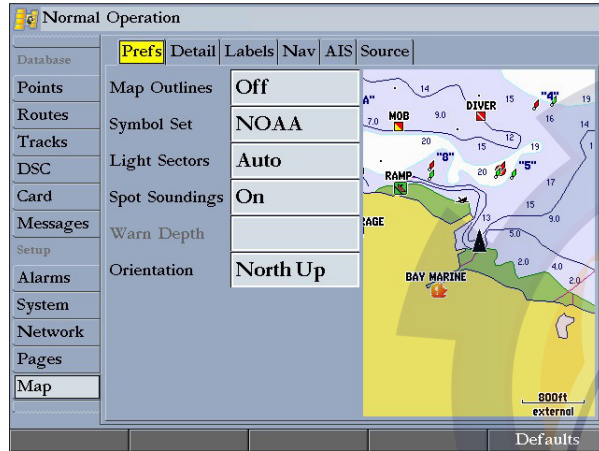 Normal Operation
Database
Points
Routes
Tracks
DSC
Card
Messages
Setup
Alarms
System
Network
Pages
Map
Prefs Detail Labels Nav AIS Source
Map Outlines Off
Symbol Set NOAA
Light Sectors Auto
Spot Soundings On
Warn Depth
Orientation North Up
14
15
"4"
19
A"
DIVER
7.0
MOB
9.0
16
14
20
15
12
19
1
"8"
20
"5"
RAMP
17
15
AGE
13
9.0
5.0
2.0
4.0
2.0
BAY MARINE
800ft
external
Defaults